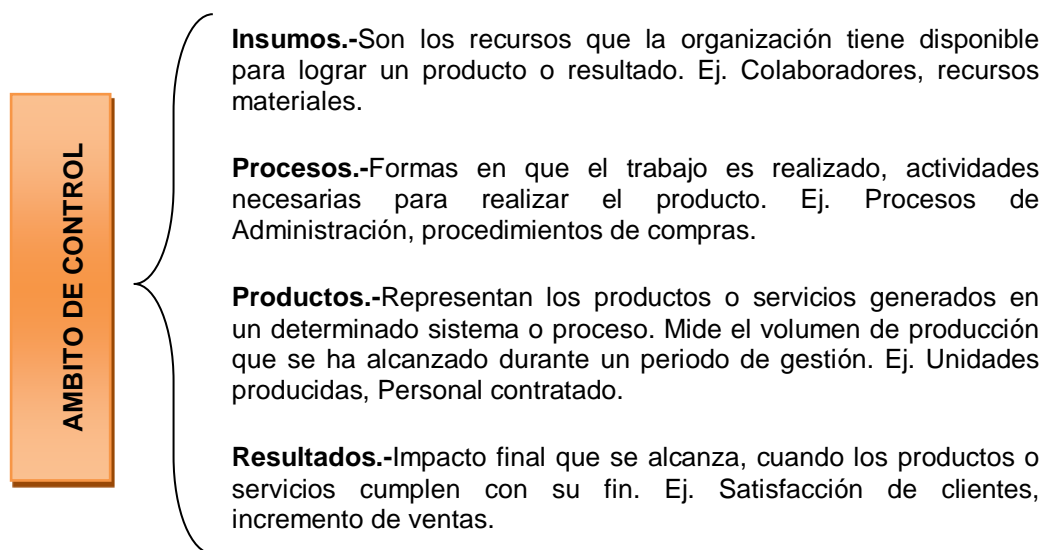 AMBITO DE CONTROL
Insumos.-Son los recursos que la organización tiene disponible
para lograr un producto o resultado. Ej. Colaboradores, recursos
materiales.
Procesos.-Formas en que el trabajo es realizado, actividades
necesarias para realizar el producto. Ej. Procesos de
Administración, procedimientos de compras.
Productos.-Representan los productos o servicios generados en
un determinado sistema o proceso. Mide el volumen de producción
que se ha alcanzado durante un periodo de gestión. Ej. Unidades
producidas, Personal contratado.
Resultados.-Impacto final que se alcanza, cuando los productos o
servicios cumplen con su fin. Ej. Satisfacción de clientes,
incremento de ventas.